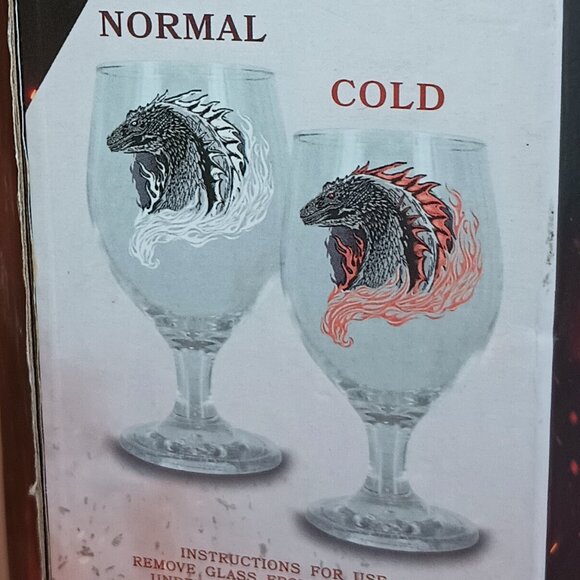 NORMAL
COLD
INSTRUCTIONS FOR USE
REMOVE GLASS